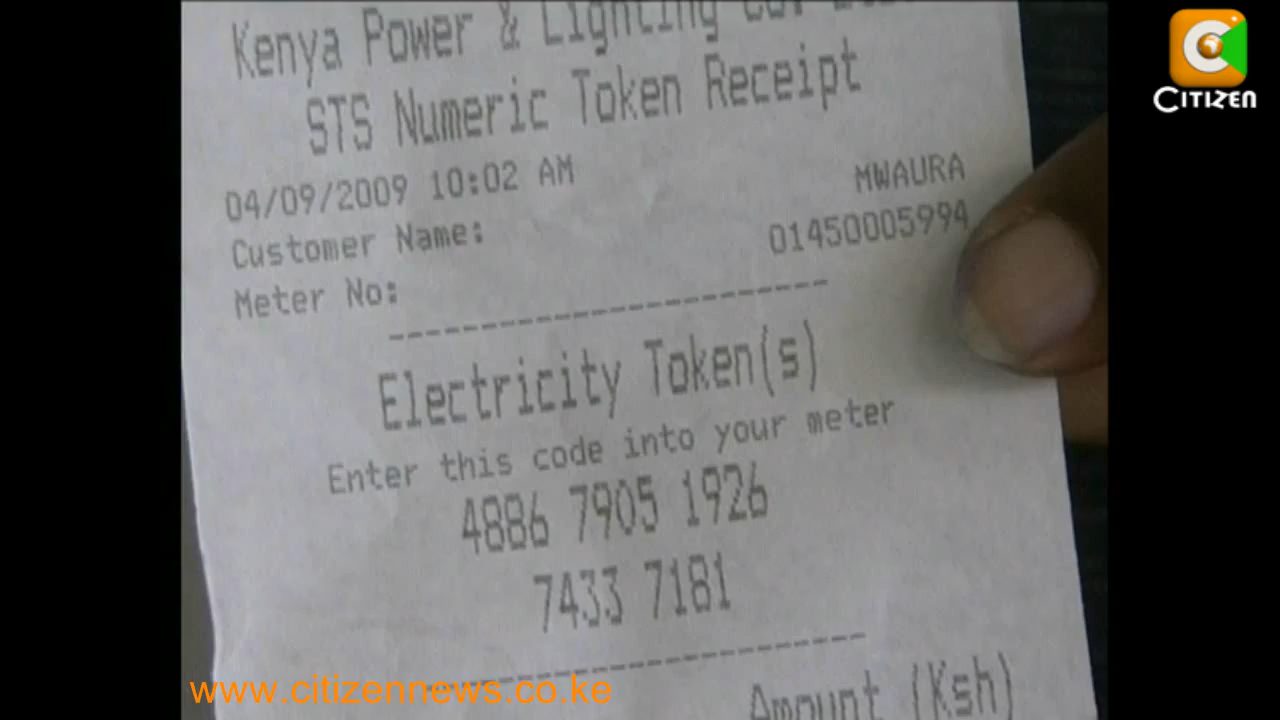 Kenya Power & Lighting Co.
STS Numeric Token Receipt
04/09/2009 10:02 AM
Customer Name: MWAURA
Meter No: 01450005994
Electricity Token(s)
Enter this code into your meter
4886 7905 1926
7433 7181
Amount (Ksh)
CITIZEN
www.citizennews.co.ke